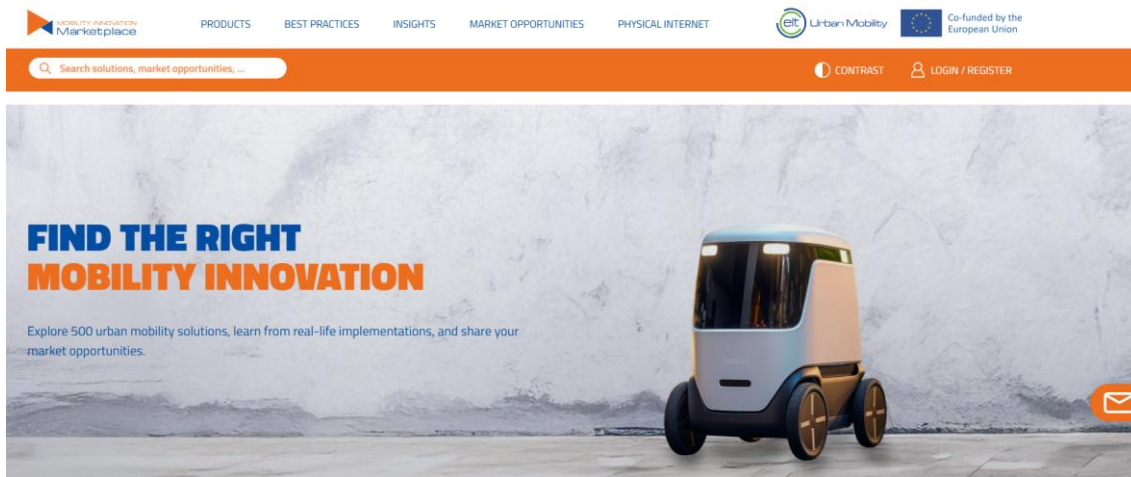 MOBILITY INNOVATION
Marketplace
PRODUCTS
BEST PRACTICES
INSIGHTS
MARKET OPPORTUNITIES
PHYSICAL INTERNET
eit Urban Mobility
Co-funded by the
European Union
Search solutions, market opportunities, ...
CONTRAST
LOGIN / REGISTER
FIND THE RIGHT
MOBILITY INNOVATION
Explore 500 urban mobility solutions, learn from real-life implementations, and share your
market opportunities.